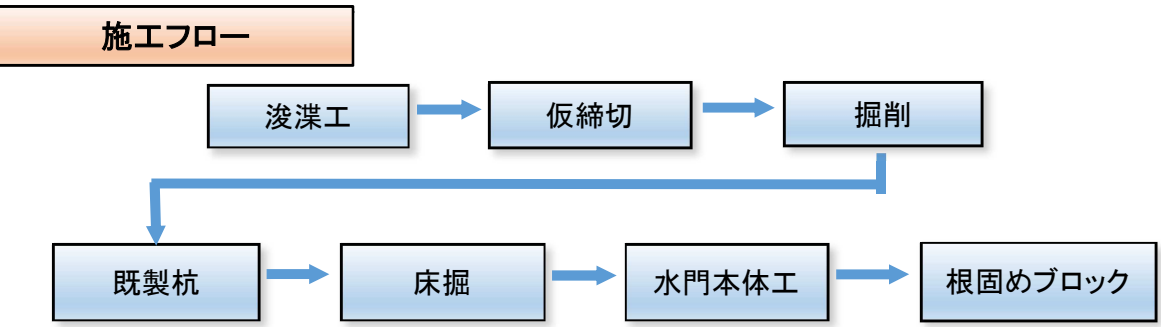 施工フロー
浚渫工
仮締切
掘削
既製杭
床掘
水門本体工
根固めブロック